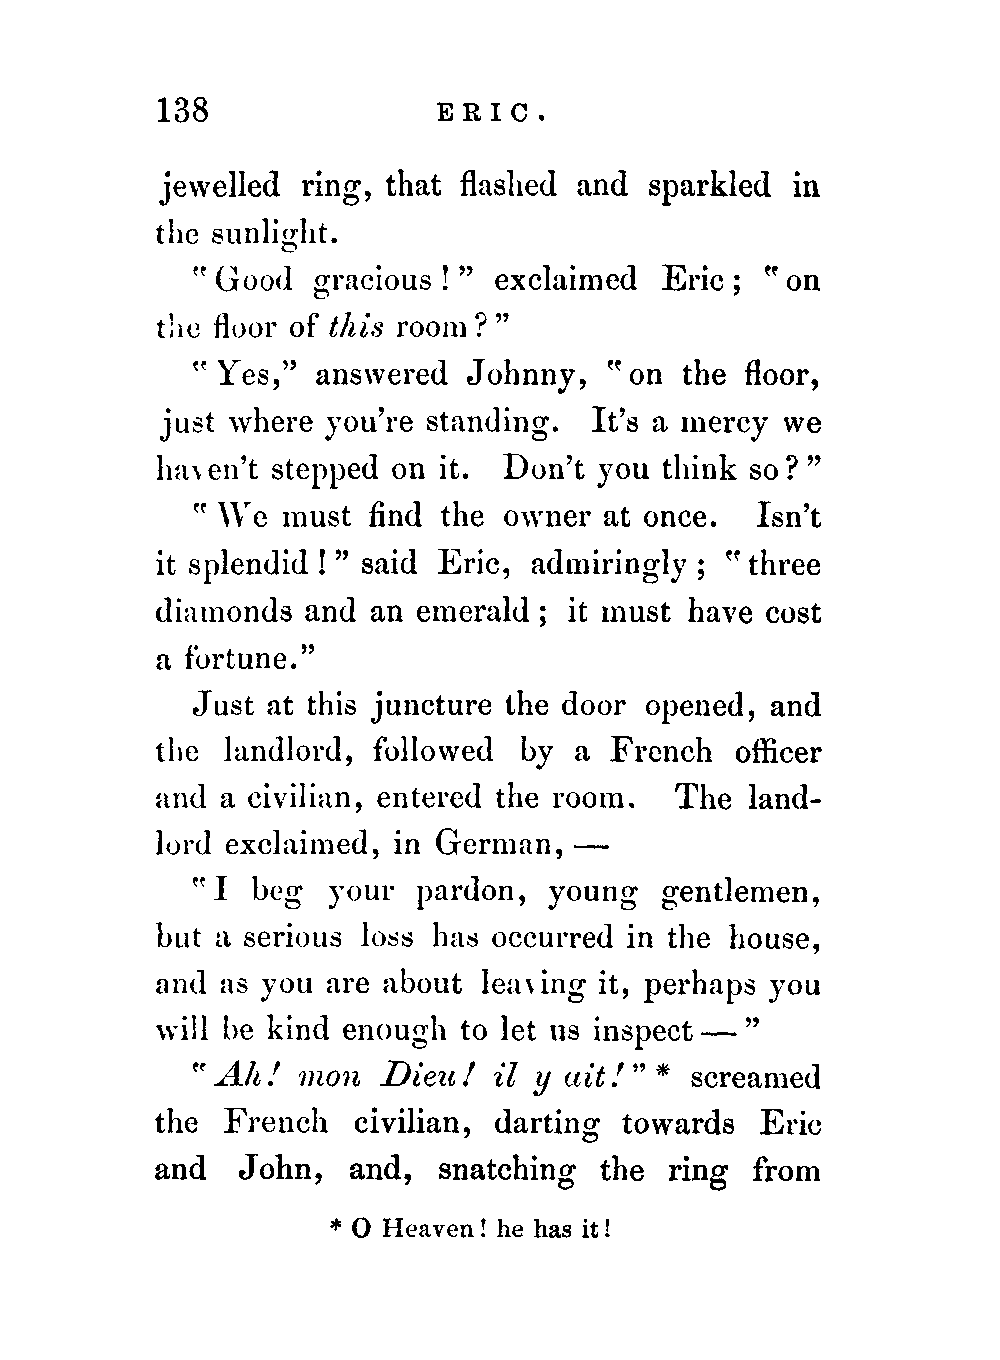 138 ERIC.
jewelled ring, that flashed and sparkled in
the sunlight.
"Good gracious!" exclaimed Eric; "on
the floor of this room?"
"Yes," answered Johnny, "on the floor,
just where you're standing. It's a mercy we
haven't stepped on it. Don't you think so?"
"We must find the owner at once. Isn't
it splendid!" said Eric, admiringly; "three
diamonds and an emerald; it must have cost
a fortune."
Just at this juncture the door opened, and
the landlord, followed by a French officer
and a civilian, entered the room. The land-
lord exclaimed, in German, —
"I beg your pardon, young gentlemen,
but a serious loss has occurred in the house,
and as you are about leaving it, perhaps you
will be kind enough to let us inspect — "
"Ah! mon Dieu! il y ait!"* screamed
the French civilian, darting towards Eric
and John, and, snatching the ring from
* O Heaven! he has it!